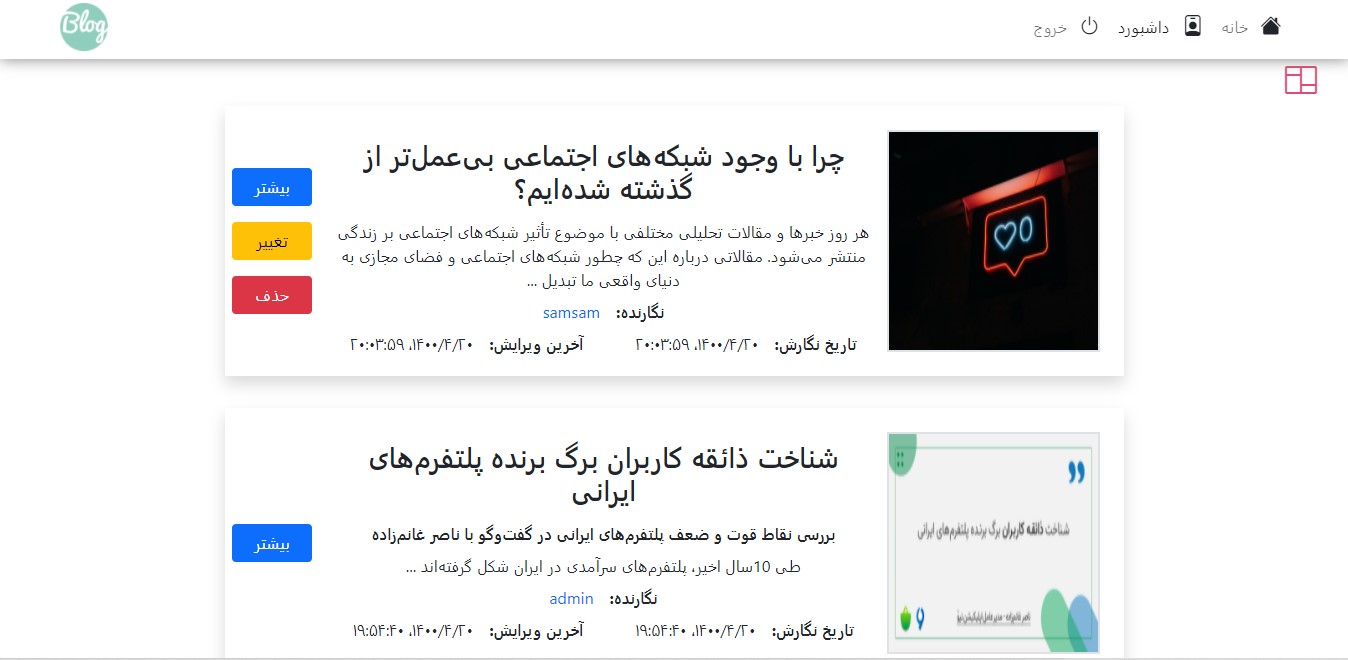 خانه
داشبورد
خروج
Blog
چرا با وجود شبکه‌های اجتماعی بی‌عمل‌تر از
گذشته شده‌ایم؟
هر روز خبرها و مقالات تحلیلی مختلفی با موضوع تأثیر شبکه‌های اجتماعی بر زندگی
منتشر می‌شود. مقالاتی درباره این که چطور شبکه‌های اجتماعی و فضای مجازی به
دنیای واقعی ما تبدیل ...
نگارنده: samsam
تاریخ نگارش: ۱۴۰۰/۴/۲۰،‏ ۲۰:۰۳:۵۹ آخرین ویرایش: ۱۴۰۰/۴/۲۰،‏ ۲۰:۰۳:۵۹
بیشتر
تغییر
حذف
0
شناخت ذائقه کاربران برگ برنده پلتفرم‌های
ایرانی
بررسی نقاط قوت و ضعف پلتفرم‌های ایرانی در گفت‌وگو با ناصر غانم‌زاده
طی 10سال اخیر، پلتفرم‌های سرآمدی در ایران شکل گرفته‌اند ...
نگارنده: admin
تاریخ نگارش: ۱۴۰۰/۴/۲۰،‏ ۱۹:۵۴:۴۰ آخرین ویرایش: ۱۴۰۰/۴/۲۰،‏ ۱۹:۵۴:۴۰
بیشتر
شناخت ذائقه کاربران برگ برنده پلتفرم‌های ایرانی